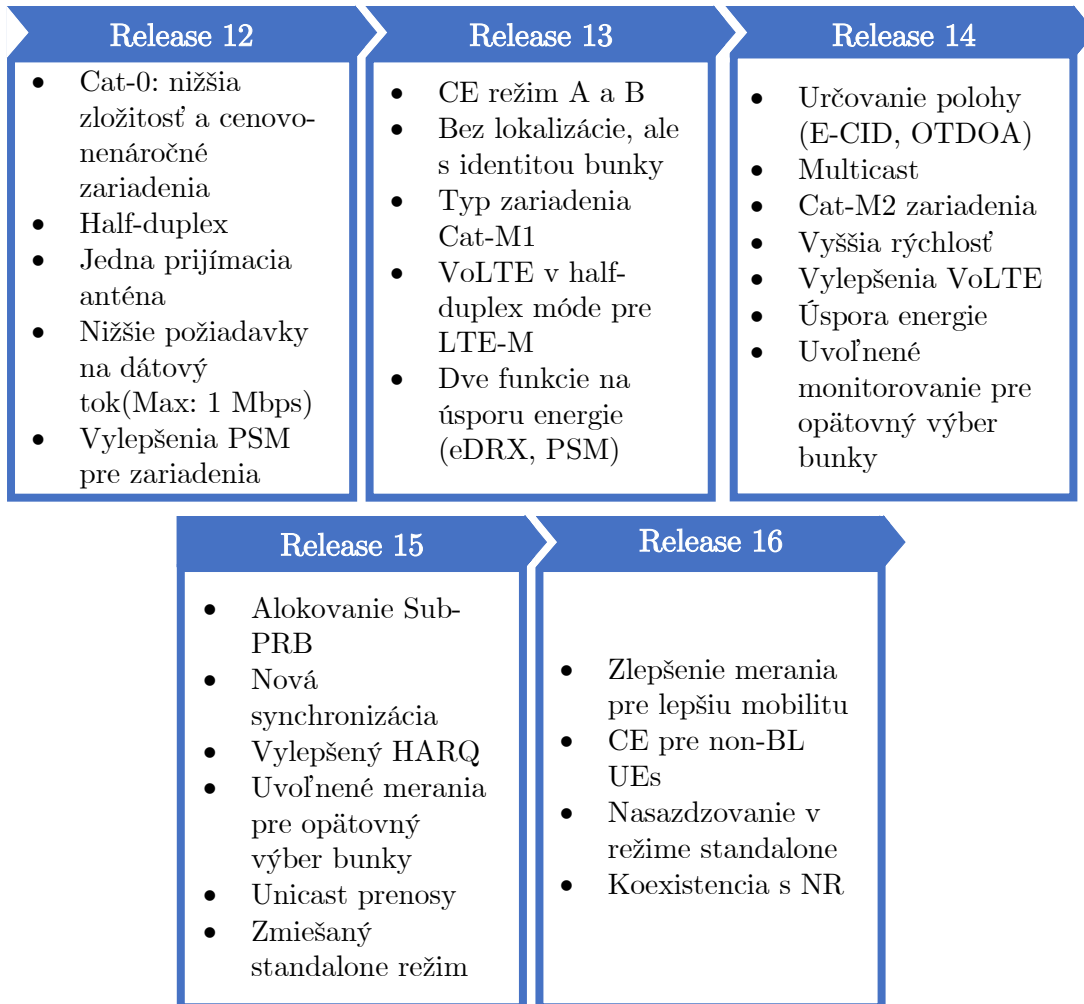 Release 12
• Cat-0: nižšia
zložitosť a cenovo-
nenáročné
zariadenia
• Half-duplex
• Jedna prijímacia
anténa
• Nižšie požiadavky
na dátový
tok(Max: 1 Mbps)
• Vylepšenia PSM
pre zariadenia
Release 13
• CE režim A a B
• Bez lokalizácie, ale
s identitou bunky
• Typ zariadenia
Cat-M1
• VoLTE v half-
duplex móde pre
LTE-M
• Dve funkcie na
úsporu energie
(eDRX, PSM)
Release 14
• Určovanie polohy
(E-CID, OTDOA)
• Multicast
• Cat-M2 zariadenia
• Vyššia rýchlosť
• Vylepšenia VoLTE
• Úspora energie
• Uvoľnené
monitorovanie pre
opätovný výber
bunky
Release 15
• Alokovanie Sub-
PRB
• Nová
synchronizácia
• Vylepšený HARQ
• Uvoľnené merania
pre opätovný
výber bunky
• Unicast prenosy
• Zmiešaný
standalone režim
Release 16
• Zlepšenie merania
pre lepšiu mobilitu
• CE pre non-BL
UEs
• Nasazdzovanie v
režime standalone
• Koexistencia s NR